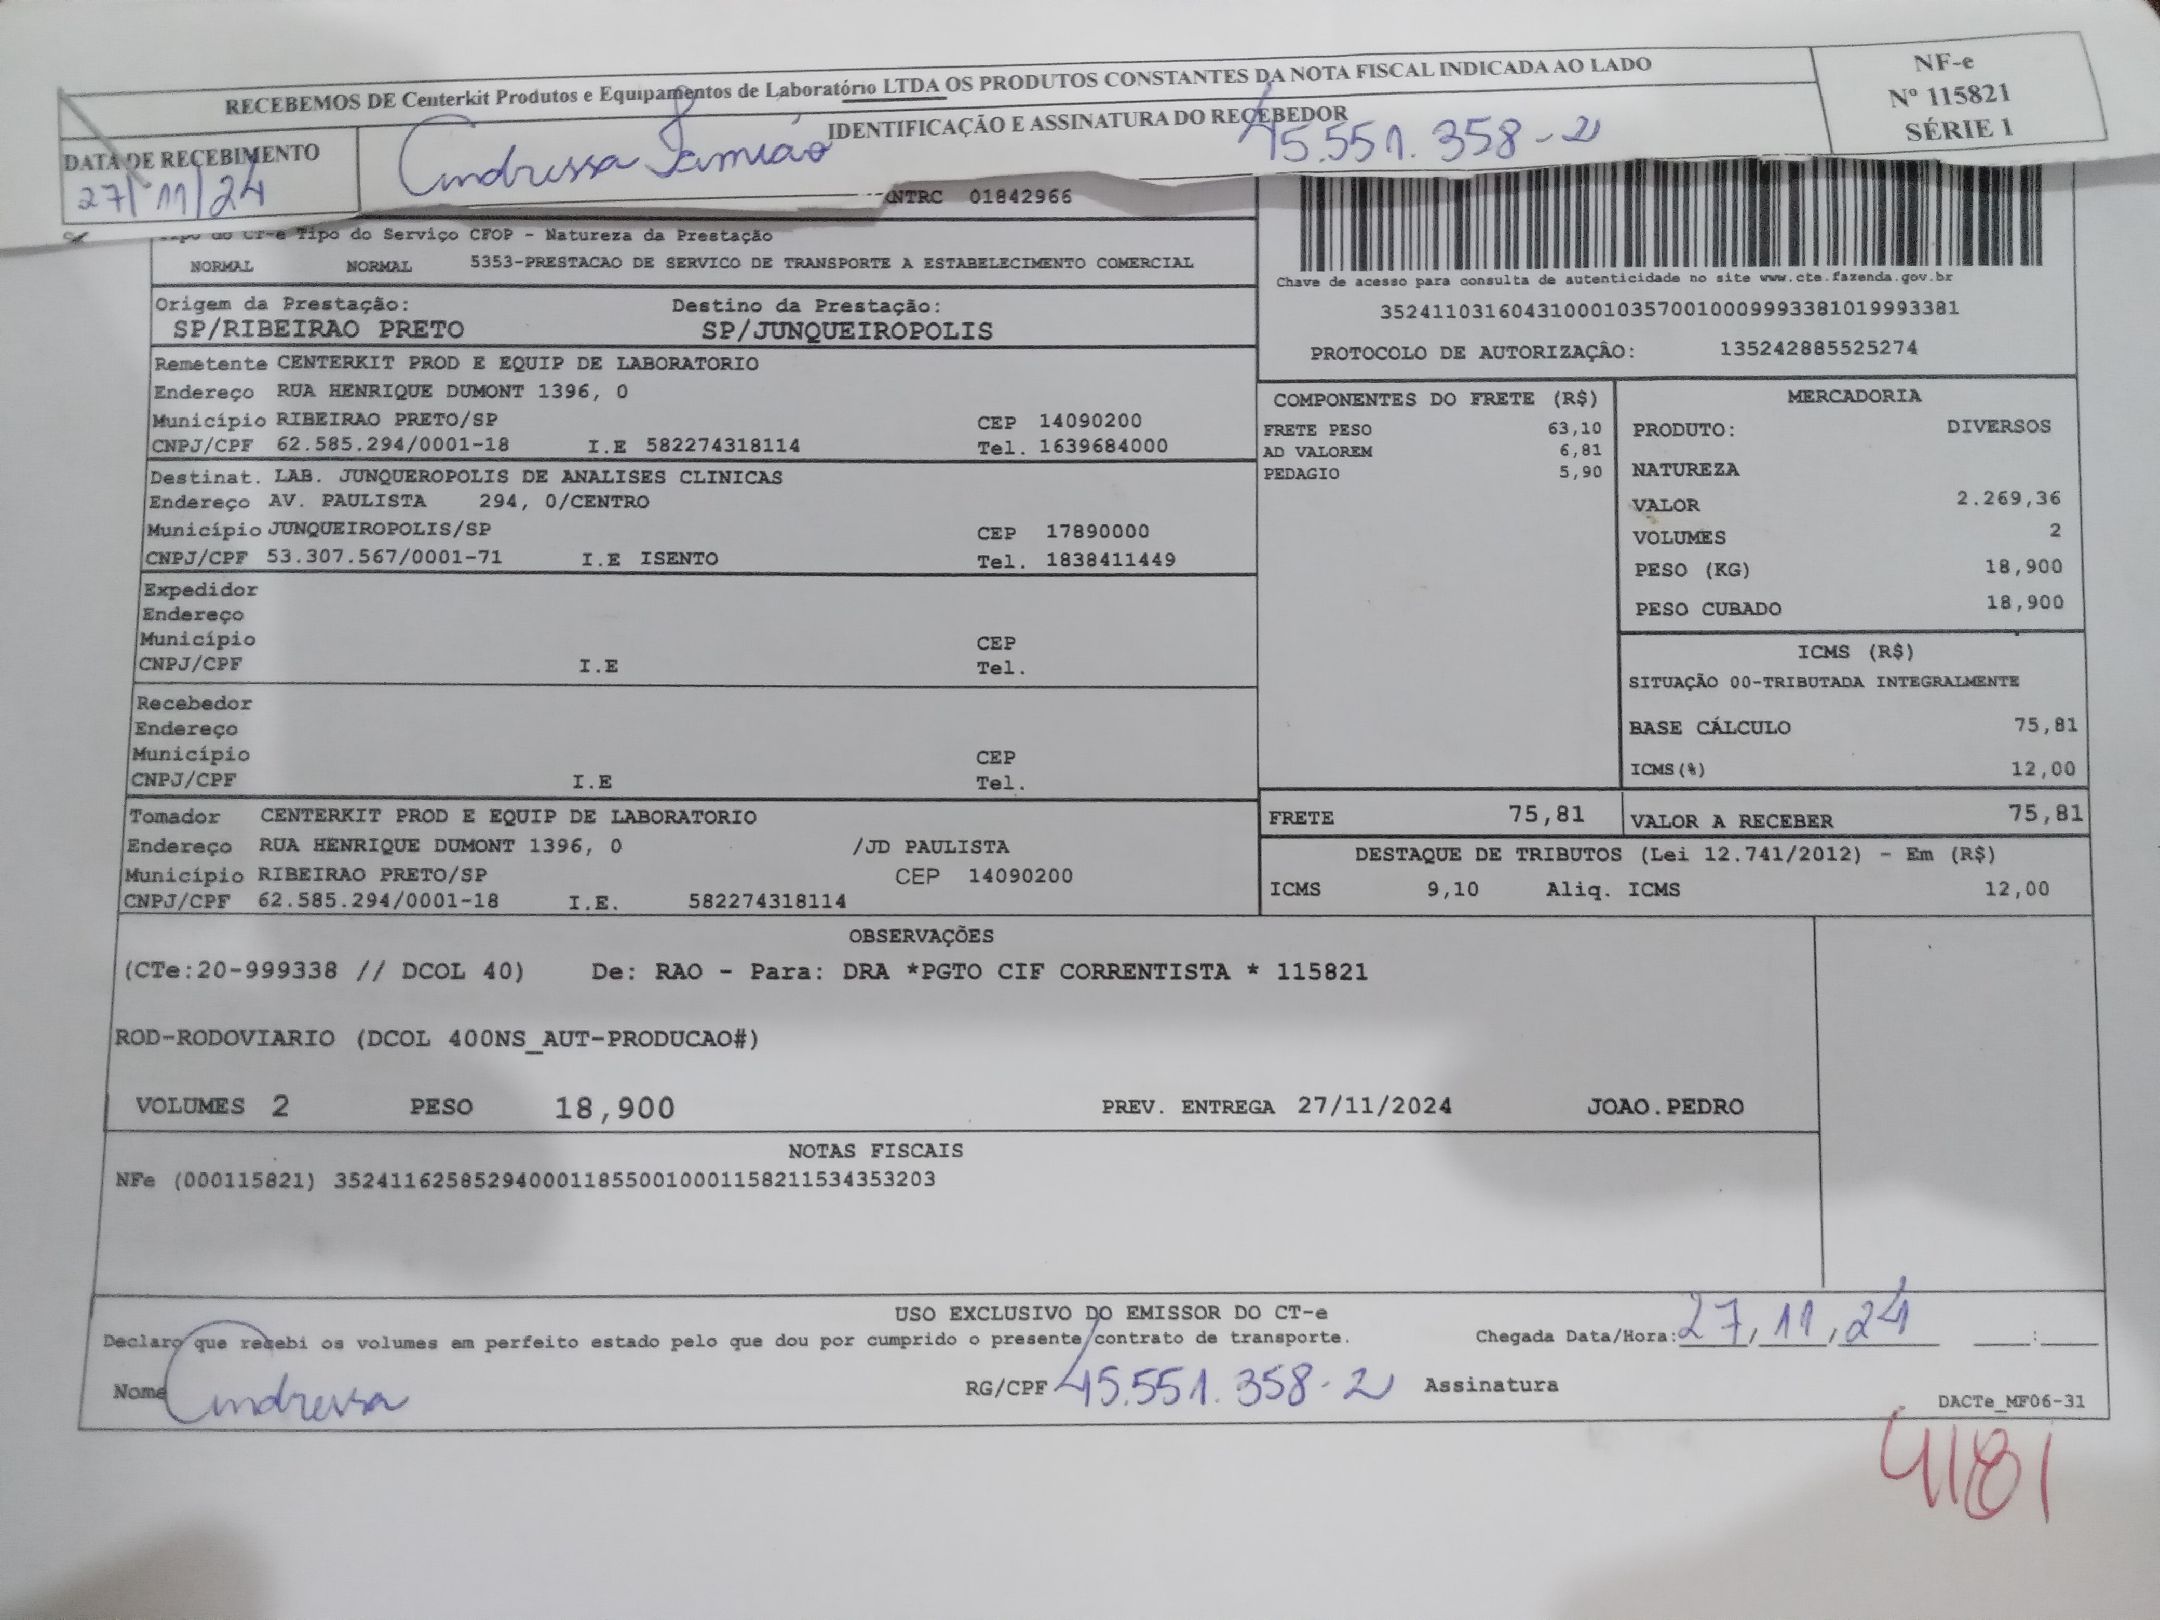 RECEBEMOS DE Centerkit Produtos e Equipamentos de Laboratório LTDA OS PRODUTOS CONSTANTES DA NOTA FISCAL INDICADA AO LADO
NF-e
Nº 115821
SÉRIE 1
DATA DE RECEBIMENTO
27/11/24
IDENTIFICAÇÃO E ASSINATURA DO RECEBEDOR
Andressa Damião 45.551.358-2
RNTRC 01842966
Tipo do CT-e Tipo do Serviço CFOP - Natureza da Prestação
NORMAL NORMAL 5353-PRESTACAO DE SERVICO DE TRANSPORTE A ESTABELECIMENTO COMERCIAL
Origem da Prestação: Destino da Prestação:
SP/RIBEIRAO PRETO SP/JUNQUEIROPOLIS
Chave de acesso para consulta de autenticidade no site www.cte.fazenda.gov.br
35241103160431000103570010009993381019993381
PROTOCOLO DE AUTORIZAÇÃO: 135242885525274
Remetente CENTERKIT PROD E EQUIP DE LABORATORIO
Endereço RUA HENRIQUE DUMONT 1396, 0
Município RIBEIRAO PRETO/SP CEP 14090200
CNPJ/CPF 62.585.294/0001-18 I.E 582274318114 Tel. 1639684000
Destinat. LAB. JUNQUEROPOLIS DE ANALISES CLINICAS
Endereço AV. PAULISTA 294, 0/CENTRO
Município JUNQUEIROPOLIS/SP CEP 17890000
CNPJ/CPF 53.307.567/0001-71 I.E ISENTO Tel. 1838411449
Expedidor
Endereço
Município CEP
CNPJ/CPF I.E Tel.
Recebedor
Endereço
Município CEP
CNPJ/CPF I.E Tel.
Tomador CENTERKIT PROD E EQUIP DE LABORATORIO
Endereço RUA HENRIQUE DUMONT 1396, 0 /JD PAULISTA
Município RIBEIRAO PRETO/SP CEP 14090200
CNPJ/CPF 62.585.294/0001-18 I.E. 582274318114
COMPONENTES DO FRETE (R$)
FRETE PESO 63,10
AD VALOREM 6,81
PEDAGIO 5,90
MERCADORIA
PRODUTO: DIVERSOS
NATUREZA
VALOR 2.269,36
VOLUMES 2
PESO (KG) 18,900
PESO CUBADO 18,900
ICMS (R$)
SITUAÇÃO 00-TRIBUTADA INTEGRALMENTE
BASE CÁLCULO 75,81
ICMS(%) 12,00
FRETE 75,81 VALOR A RECEBER 75,81
DESTAQUE DE TRIBUTOS (Lei 12.741/2012) - Em (R$)
ICMS 9,10 Aliq. ICMS 12,00
OBSERVAÇÕES
(CTe:20-999338 // DCOL 40) De: RAO - Para: DRA *PGTO CIF CORRENTISTA * 115821
ROD-RODOVIARIO (DCOL 400NS_AUT-PRODUCAO#)
VOLUMES 2 PESO 18,900 PREV. ENTREGA 27/11/2024 JOAO.PEDRO
NOTAS FISCAIS
NFe (000115821) 35241162585294000118550010001158211534353203
USO EXCLUSIVO DO EMISSOR DO CT-e
Declaro que recebi os volumes em perfeito estado pelo que dou por cumprido o presente contrato de transporte. Chegada Data/Hora: 27/11/24 __:__
Nome Andressa RG/CPF 45.551.358-2 Assinatura
DACTe_MF06-31
4181